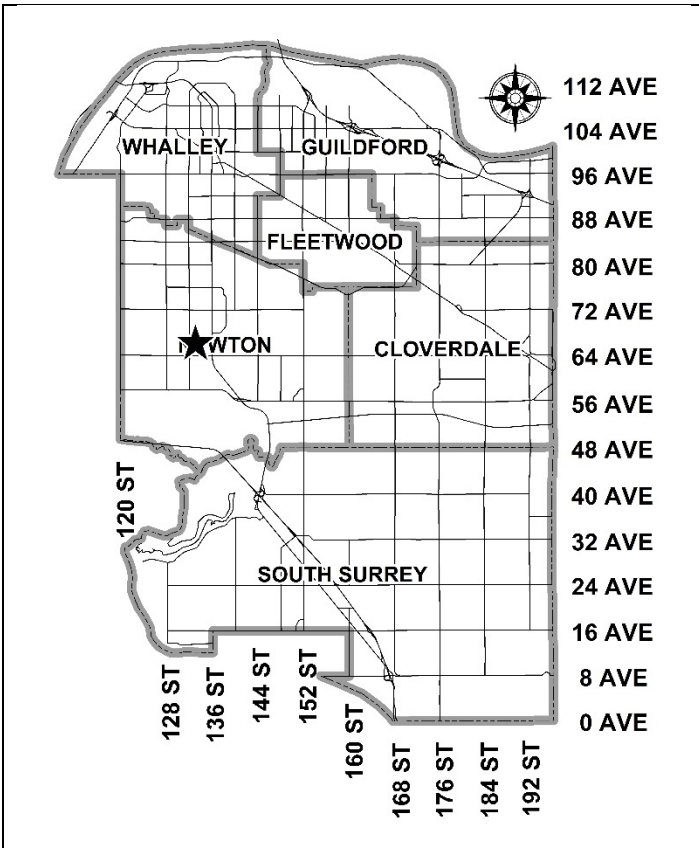 112 AVE
104 AVE
WHALLEY
GUILDFORD
96 AVE
88 AVE
FLEETWOOD
80 AVE
72 AVE
WTON
CLOVERDALE
64 AVE
56 AVE
48 AVE
120 ST
40 AVE
32 AVE
SOUTH SURREY
24 AVE
16 AVE
128 ST
136 ST
144 ST
152 ST
160 ST
8 AVE
0 AVE
168 ST
176 ST
184 ST
192 ST